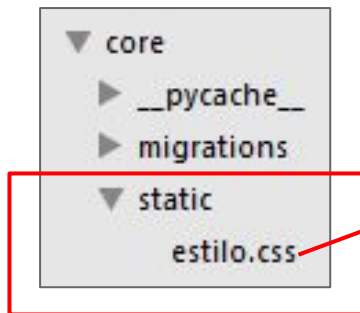 core
__pycache__
migrations
static
estilo.css